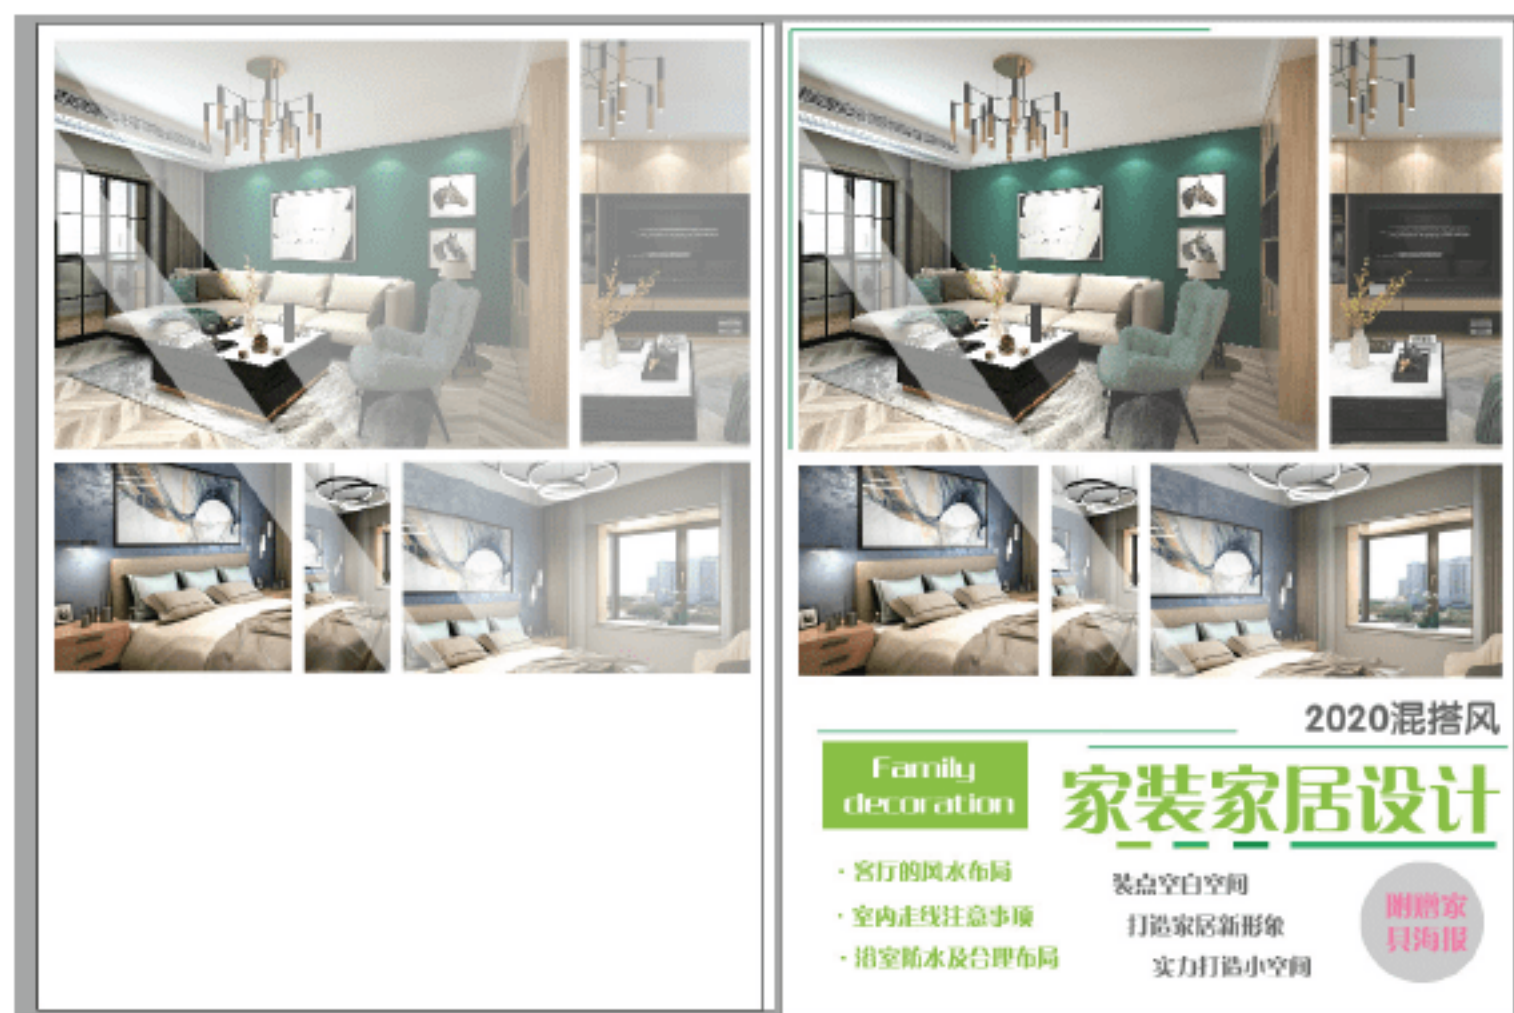 2020混搭风
Family
decoration
家装家居设计
·客厅的风水布局
·室内走线注意事项
·浴室防水及合理布局
装点空白空间
打造家居新形象
实力打造小空间
附赠家
具海报